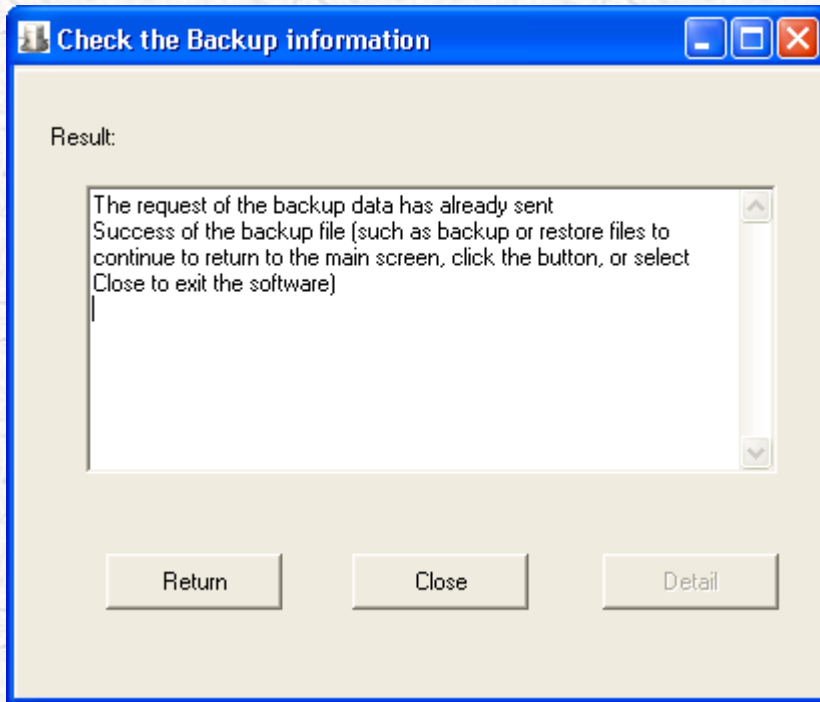 Check the Backup information
Result:
The request of the backup data has already sent
Success of the backup file (such as backup or restore files to
continue to return to the main screen, click the button, or select
Close to exit the software)
Return
Close
Detail